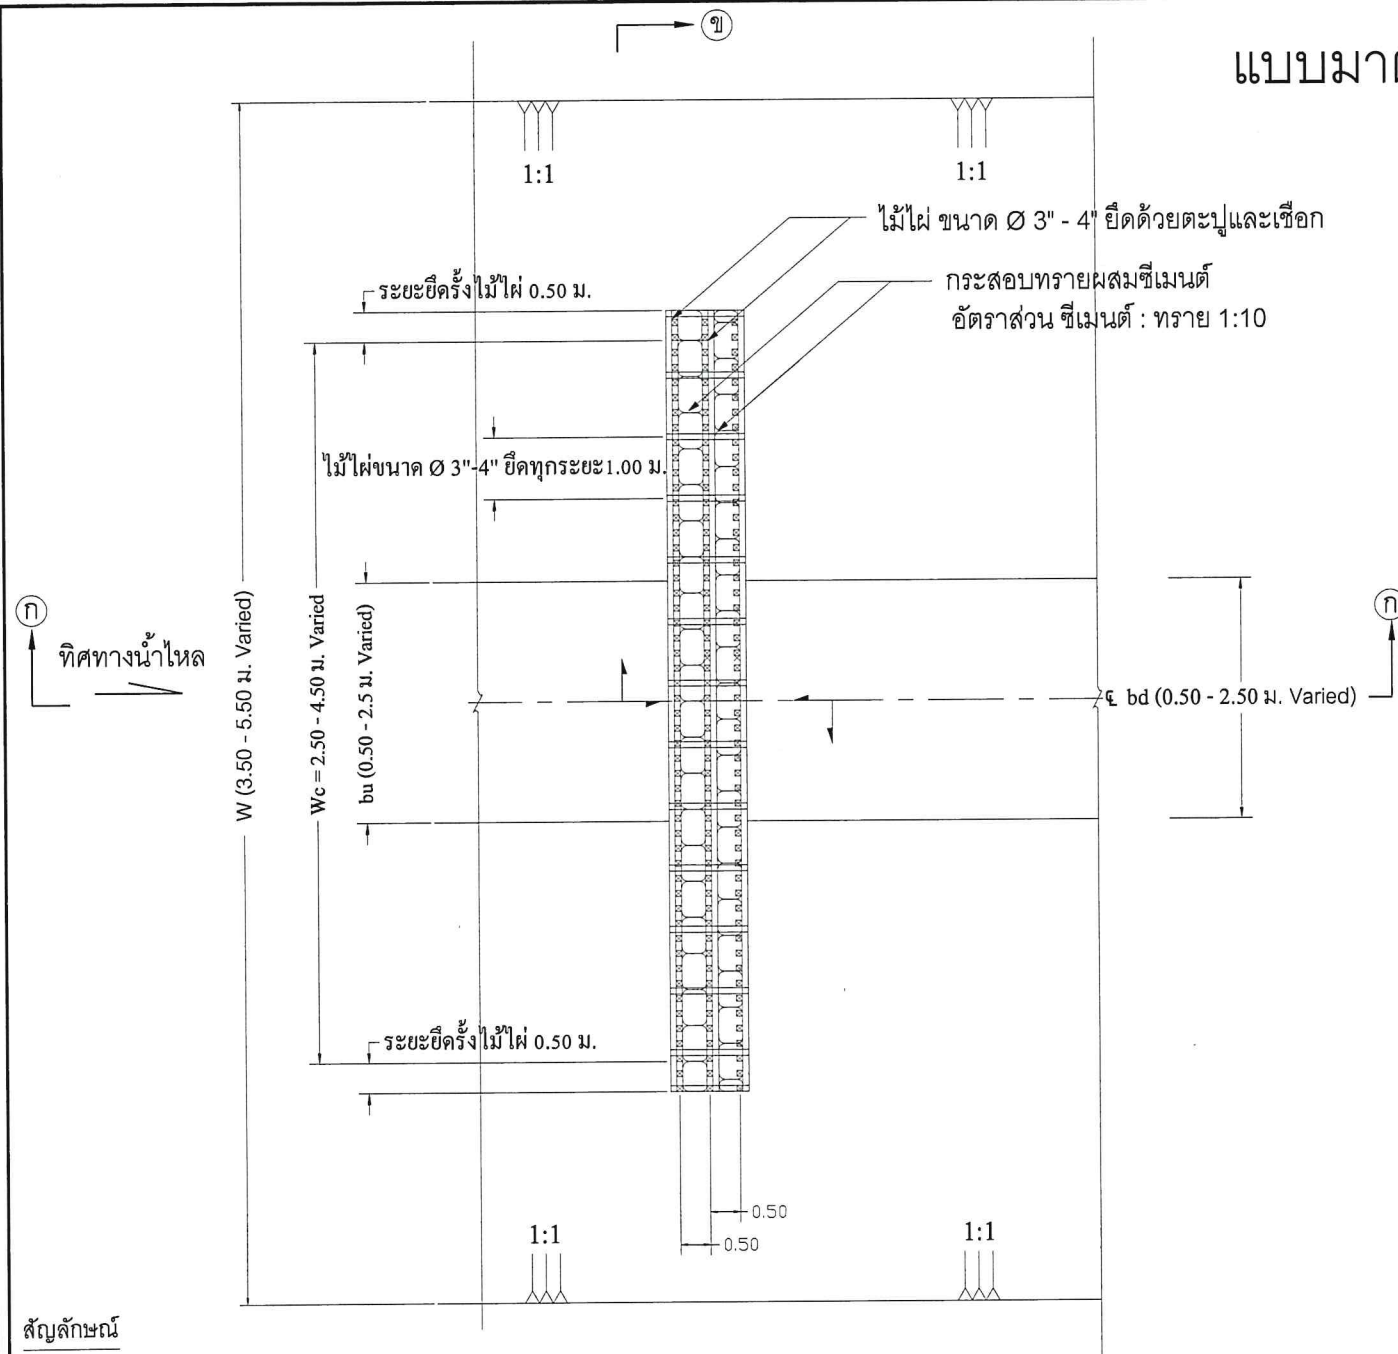 ข
แบบมา
1:1
1:1
ไม้ไผ่ ขนาด Ø 3" - 4" ยึดด้วยตะปูและเชือก
กระสอบทรายผสมซีเมนต์
อัตราส่วน ซีเมนต์ : ทราย 1:10
ระยะยึดรั้งไม้ไผ่ 0.50 ม.
ไม้ไผ่ขนาด Ø 3"-4" ยึดทุกระยะ1.00 ม.
W (3.50 - 5.50 ม. Varied)
Wc = 2.50 - 4.50 ม. Varied
bu (0.50 - 2.5 ม. Varied)
ก
ทิศทางน้ำไหล
ก
℄ bd (0.50 - 2.50 ม. Varied)
ระยะยึดรั้งไม้ไผ่ 0.50 ม.
0.50
0.50
1:1
1:1
สัญลักษณ์